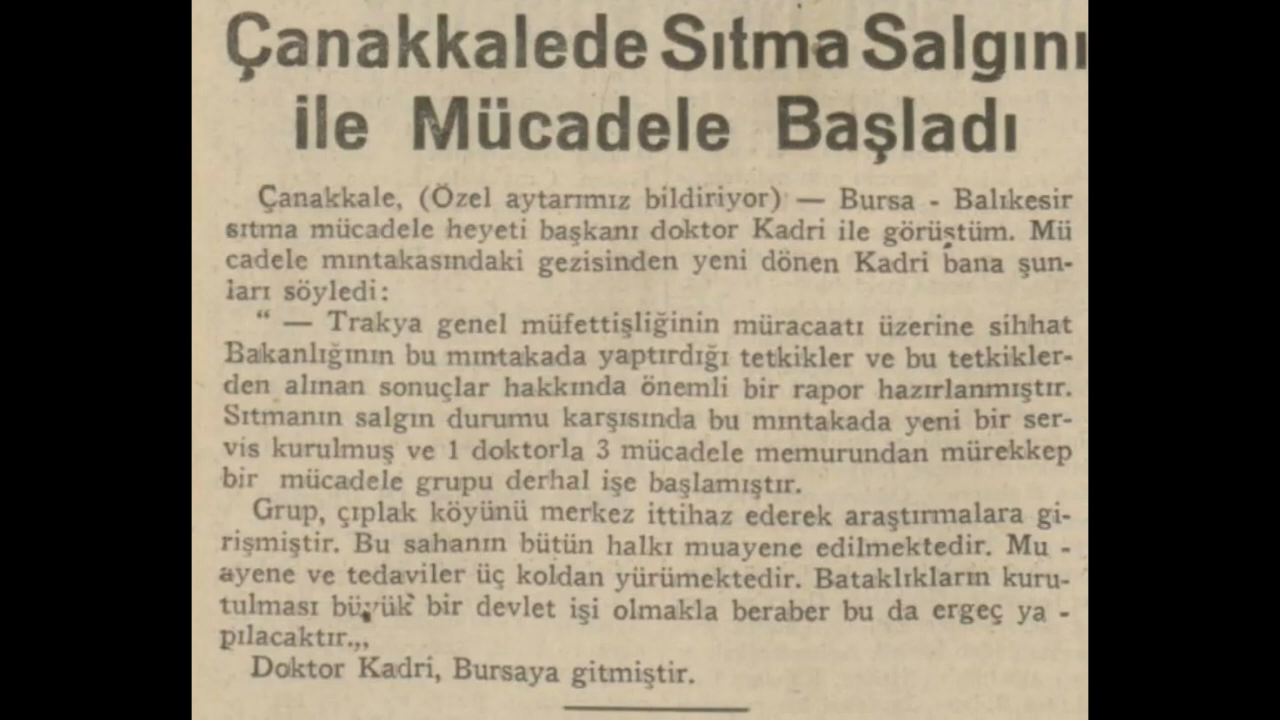 Çanakkalede Sıtma Salgını
ile Mücadele Başladı
Çanakkale, (Özel aytarımız bildiriyor) — Bursa - Balıkesir
sıtma mücadele heyeti başkanı doktor Kadri ile görüştüm. Mü
cadele mıntakasındaki gezisinden yeni dönen Kadri bana şun-
ları söyledi:
“ — Trakya genel müfettişliğinin müracaatı üzerine sihhat
Bakanlığının bu mıntakada yaptırdığı tetkikler ve bu tetkikler-
den alınan sonuçlar hakkında önemli bir rapor hazırlanmıştır.
Sıtmanın salgın durumu karşısında bu mıntakada yeni bir ser-
vis kurulmuş ve 1 doktorla 3 mücadele memurundan mürekkep
bir mücadele grupu derhal işe başlamıştır.
Grup, çıplak köyünü merkez ittihaz ederek araştırmalara gi-
rişmiştir. Bu sahanın bütün halkı muayene edilmektedir. Mu -
ayene ve tedaviler üç koldan yürümektedir. Bataklıkların kuru-
tulması büyük bir devlet işi olmakla beraber bu da ergeç ya -
pılacaktır.,,
Doktor Kadri, Bursaya gitmiştir.